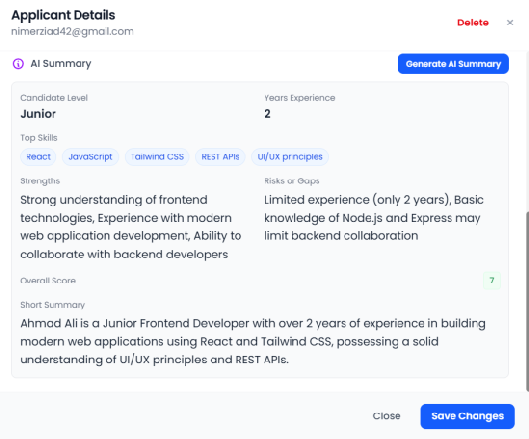 Applicant Details
nimerziad42@gmail.com
Delete ×
AI Summary
Generate AI Summary
Candidate Level
Years Experience
Junior
2
Top Skills
React JavaScript Tailwind CSS REST APIs UI/UX principles
Strengths
Risks or Gaps
Strong understanding of frontend
technologies, Experience with modern
web application development, Ability to
collaborate with backend developers
Limited experience (only 2 years), Basic
knowledge of Node.js and Express may
limit backend collaboration
Overall Score
7
Short Summary
Ahmad Ali is a Junior Frontend Developer with over 2 years of experience in building
modern web applications using React and Tailwind CSS, possessing a solid
understanding of UI/UX principles and REST APIs.
Close
Save Changes